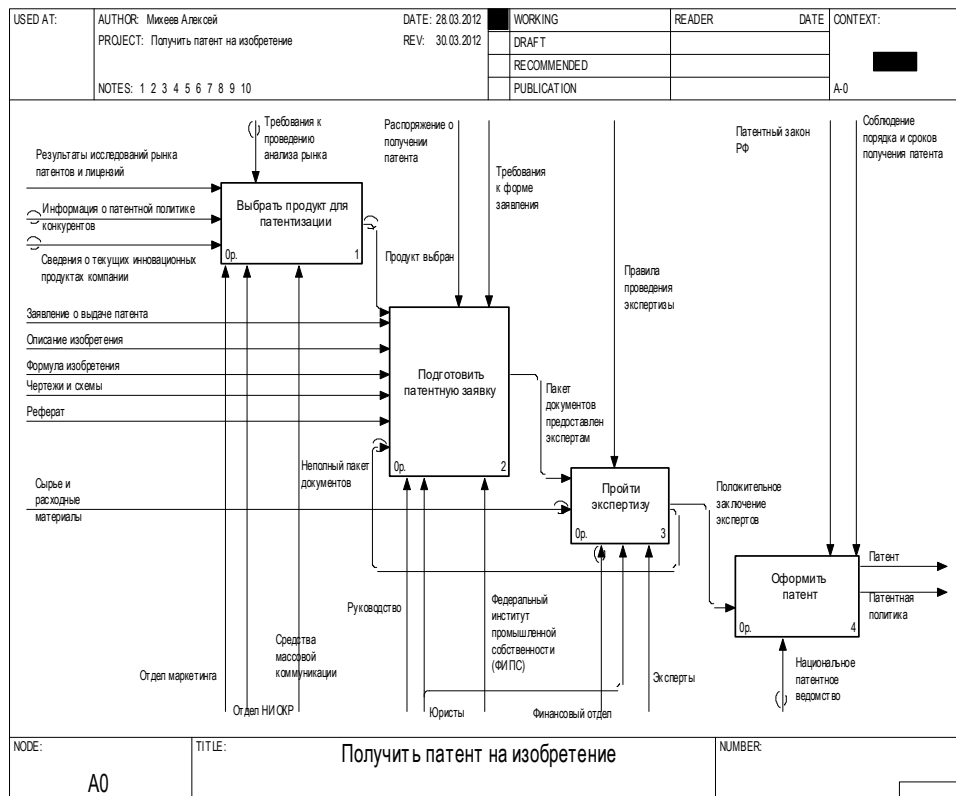 USED AT:
AUTHOR: Михеев Алексей
DATE: 28.03.2012
PROJECT: Получить патент на изобретение
REV: 30.03.2012
NOTES: 1 2 3 4 5 6 7 8 9 10
WORKING
DRAFT
RECOMMENDED
PUBLICATION
READER
DATE
CONTEXT:
A-0
Требования к
проведению
анализа рынка
Распоряжение о
получении
патента
Требования
к форме
заявления
Патентный закон
РФ
Соблюдение
порядка и сроков
получения патента
Результаты исследований рынка
патентов и лицензий
Информация о патентной политике
конкурентов
Сведения о текущих инновационных
продуктах компании
Выбрать продукт для
патентизации
0р.
1
Продукт выбран
Правила
проведения
экспертизы
Заявление о выдаче патента
Описание изобретения
Формула изобретения
Чертежи и схемы
Реферат
Подготовить
патентную заявку
0р.
2
Пакет
документов
предоставлен
экспертам
Неполный пакет
документов
Сырье и
расходные
материалы
Пройти
экспертизу
0р.
3
Положительное
заключение
экспертов
Оформить
патент
0р.
4
Патент
Патентная
политика
Руководство
Федеральный
институт
промышленной
собственности
(ФИПС)
Средства
массовой
коммуникации
Отдел маркетинга
Отдел НИОКР
Юристы
Финансовый отдел
Эксперты
Национальное
патентное
ведомство
NODE:
A0
TITLE:
Получить патент на изобретение
NUMBER: